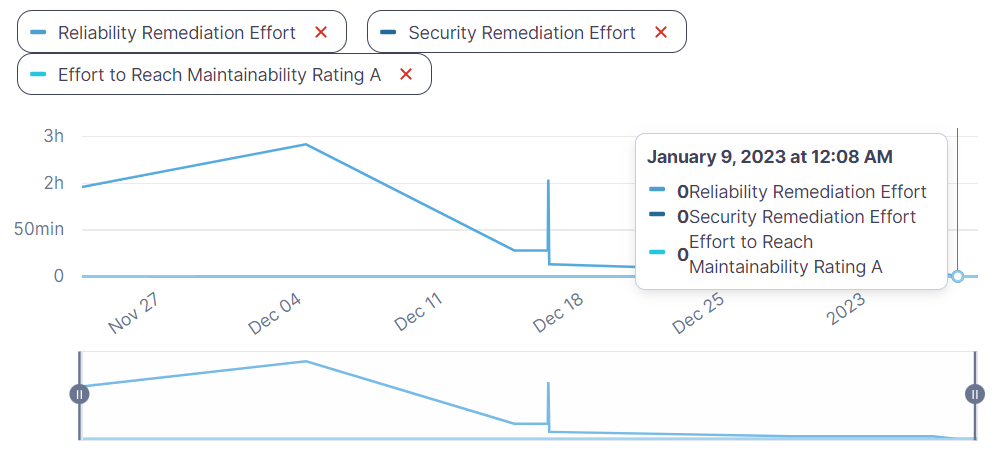 Reliability Remediation Effort ✕ Security Remediation Effort ✕
Effort to Reach Maintainability Rating A ✕
3h
2h
50min
0
January 9, 2023 at 12:08 AM
0 Reliability Remediation Effort
0 Security Remediation Effort
0 Effort to Reach
Maintainability Rating A
Nov 27 Dec 04 Dec 11 Dec 18 Dec 25 2023